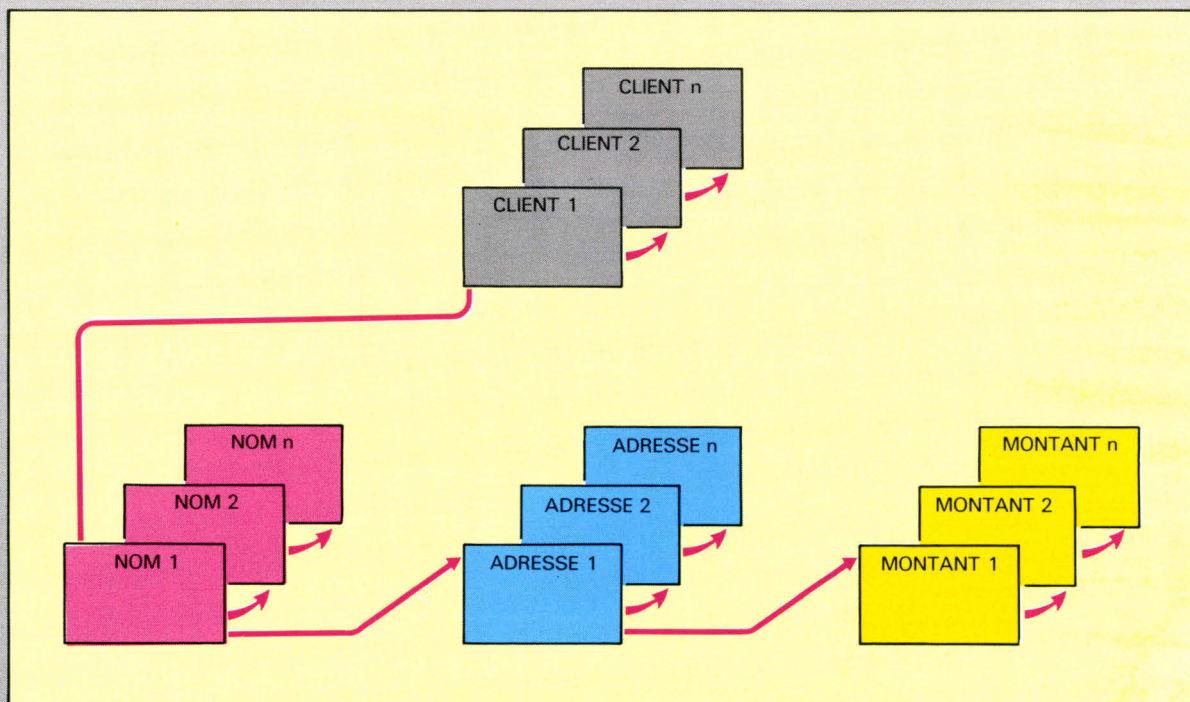 CLIENT n
CLIENT 2
CLIENT 1
NOM n
NOM 2
NOM 1
ADRESSE n
ADRESSE 2
ADRESSE 1
MONTANT n
MONTANT 2
MONTANT 1